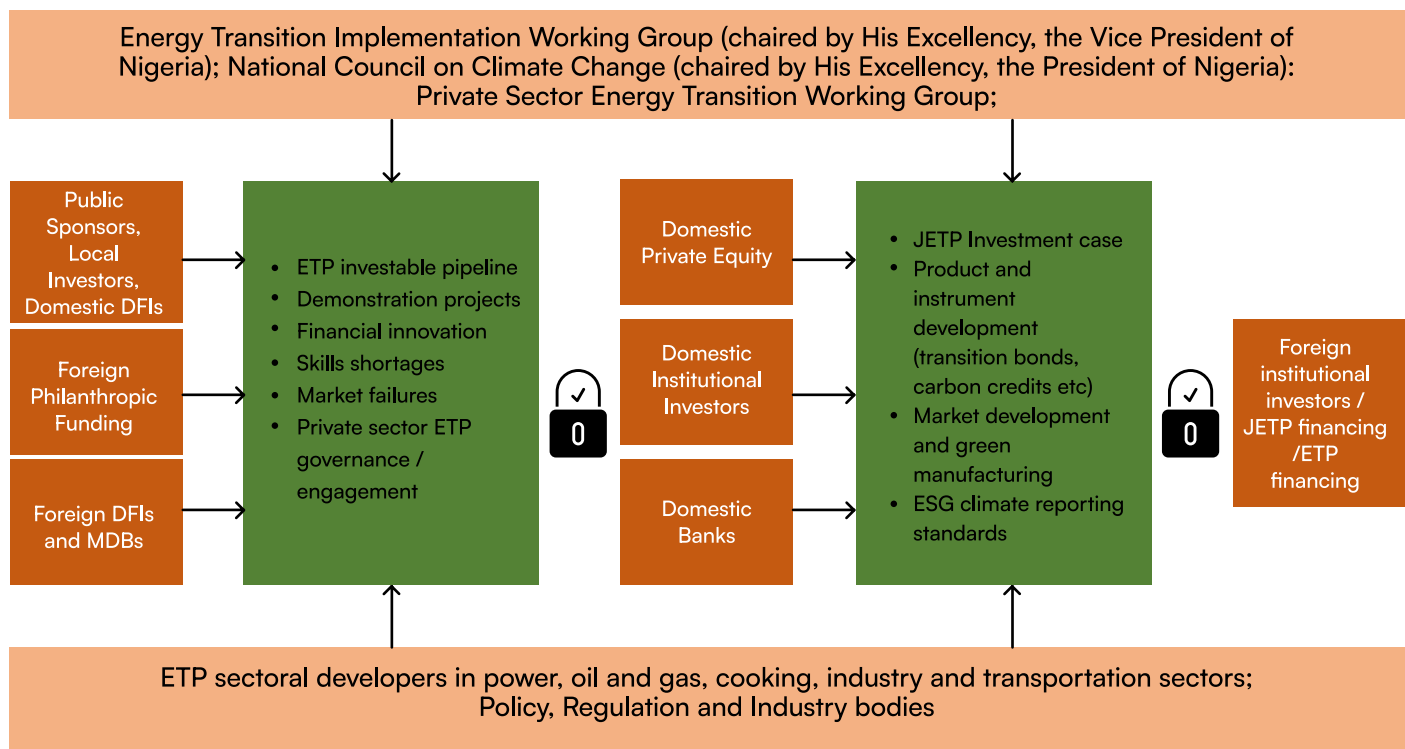 Energy Transition Implementation Working Group (chaired by His Excellency, the Vice President of
Nigeria); National Council on Climate Change (chaired by His Excellency, the President of Nigeria):
Private Sector Energy Transition Working Group;
Public
Sponsors,
Local
Investors,
Domestic DFIs
Foreign
Philanthropic
Funding
Foreign DFIs
and MDBs
• ETP investable pipeline
• Demonstration projects
• Financial innovation
• Skills shortages
• Market failures
• Private sector ETP
governance /
engagement
0
Domestic
Private Equity
Domestic
Institutional
Investors
Domestic
Banks
• JETP Investment case
• Product and
instrument
development
(transition bonds,
carbon credits etc)
• Market development
and green
manufacturing
• ESG climate reporting
standards
0
Foreign
institutional
investors /
JETP financing
/ETP
financing
ETP sectoral developers in power, oil and gas, cooking, industry and transportation sectors;
Policy, Regulation and Industry bodies